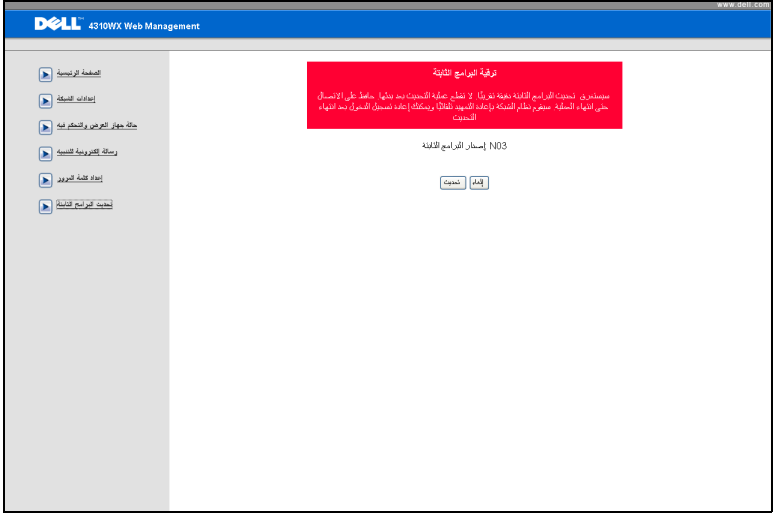 www.dell.com
DELL™ 4310WX Web Management
الصفحة الرئيسية
إعدادات الشبكة
حالة جهاز العرض والتحكم فيه
رسالة إلكترونية للتنبيه
إعداد كلمة المرور
تحديث البرامج الثابتة
ترقية البرامج الثابتة
سيستغرق تحديث البرامج الثابتة دقيقة تقريبًا. لا تقطع عملية التحديث بعد بدئها. حافظ على الاتصال
حتى انتهاء العملية. سيقوم نظام الشبكة بإعادة التمهيد تلقائيًا ويمكنك إعادة تسجيل الدخول بعد انتهاء
التحديث
إصدار البرامج الثابتة N03
تحديث إلغاء